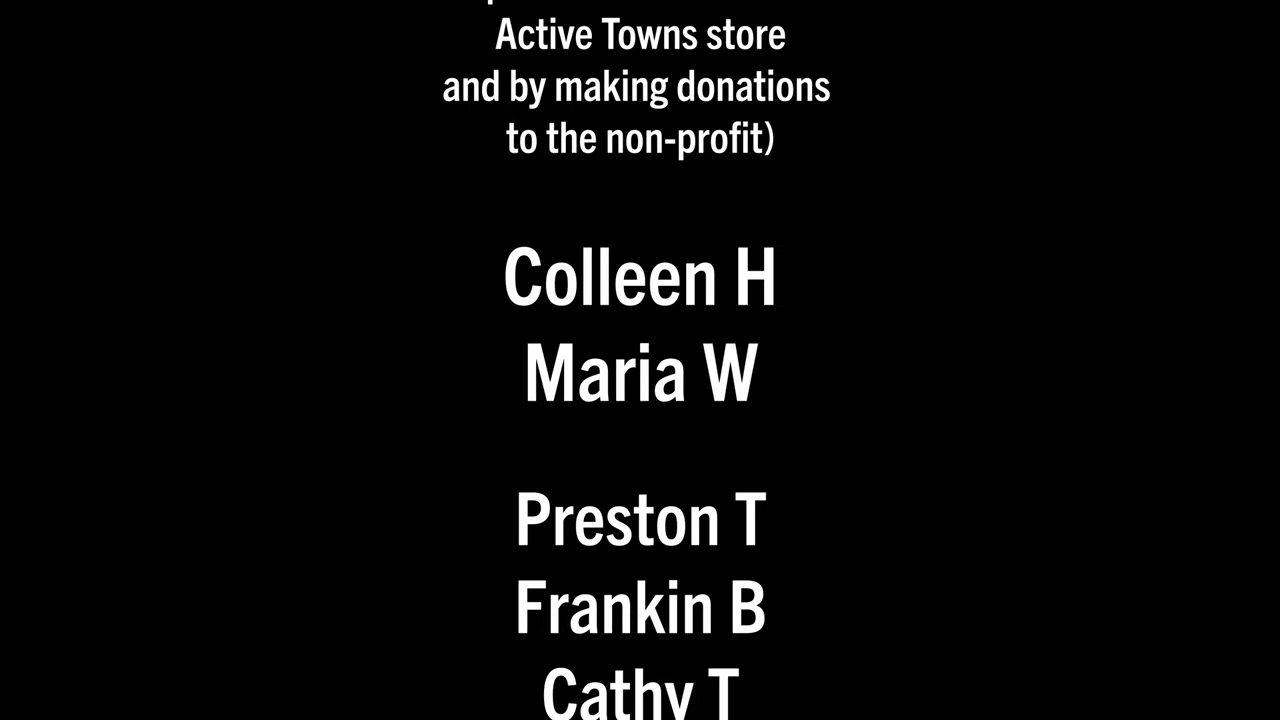 Active Towns store
and by making donations
to the non-profit)
Colleen H
Maria W
Preston T
Frankin B
Cathy T